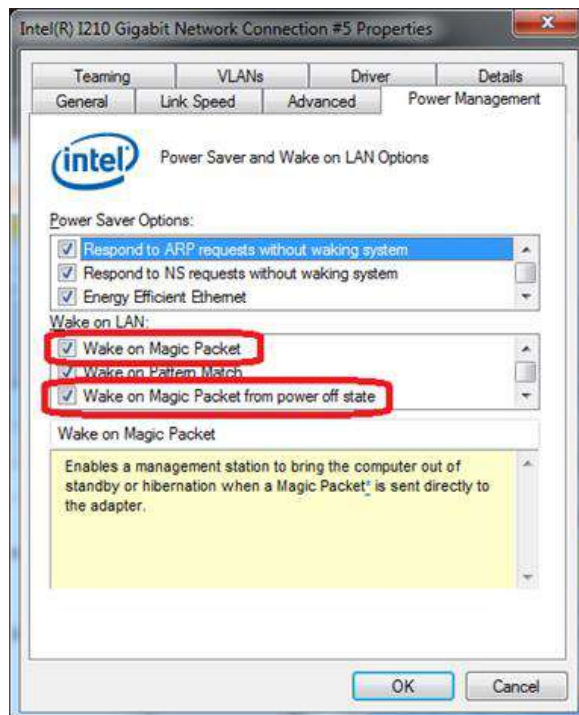 Intel(R) I210 Gigabit Network Connection #5 Properties
Teaming VLANs Driver Details
General Link Speed Advanced Power Management
intel Power Saver and Wake on LAN Options
Power Saver Options:
Respond to ARP requests without waking system
Respond to NS requests without waking system
Energy Efficient Ethernet
Wake on LAN:
Wake on Magic Packet
Wake on Pattern Match
Wake on Magic Packet from power off state
Wake on Magic Packet
Enables a management station to bring the computer out of
standby or hibernation when a Magic Packet* is sent directly to
the adapter.
OK Cancel